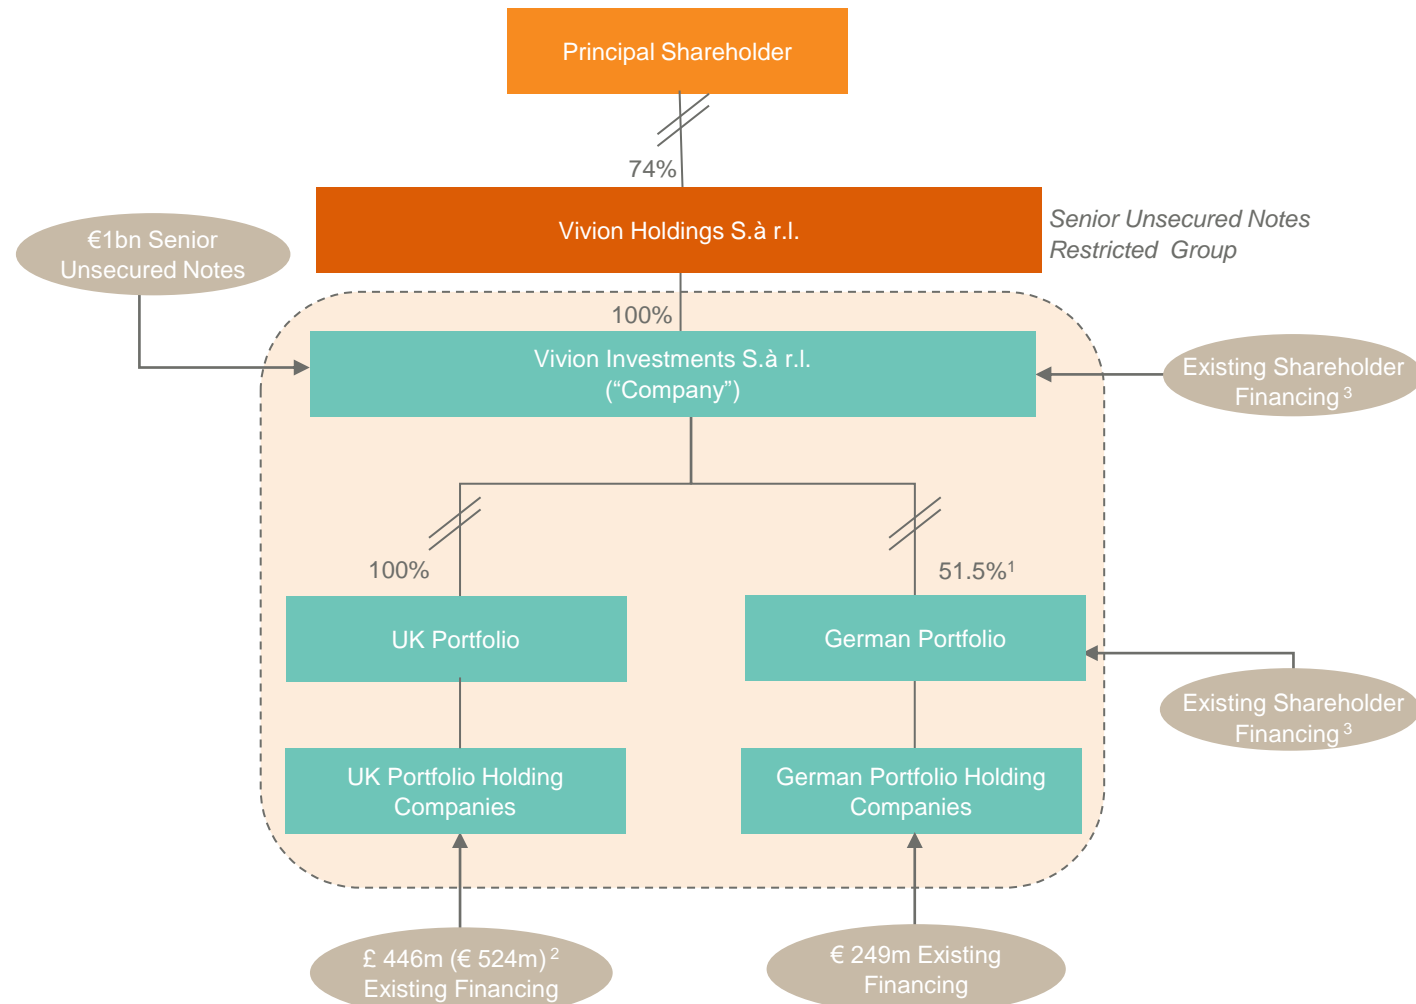 Principal Shareholder
74%
Vivion Holdings S.à r.l.
Senior Unsecured Notes
Restricted Group
€1bn Senior
Unsecured Notes
100%
Vivion Investments S.à r.l.
(“Company”)
Existing Shareholder
Financing 3
100%
51.5%1
UK Portfolio
German Portfolio
Existing Shareholder
Financing 3
UK Portfolio Holding
Companies
German Portfolio Holding
Companies
£ 446m (€ 524m) 2
Existing Financing
€ 249m Existing
Financing